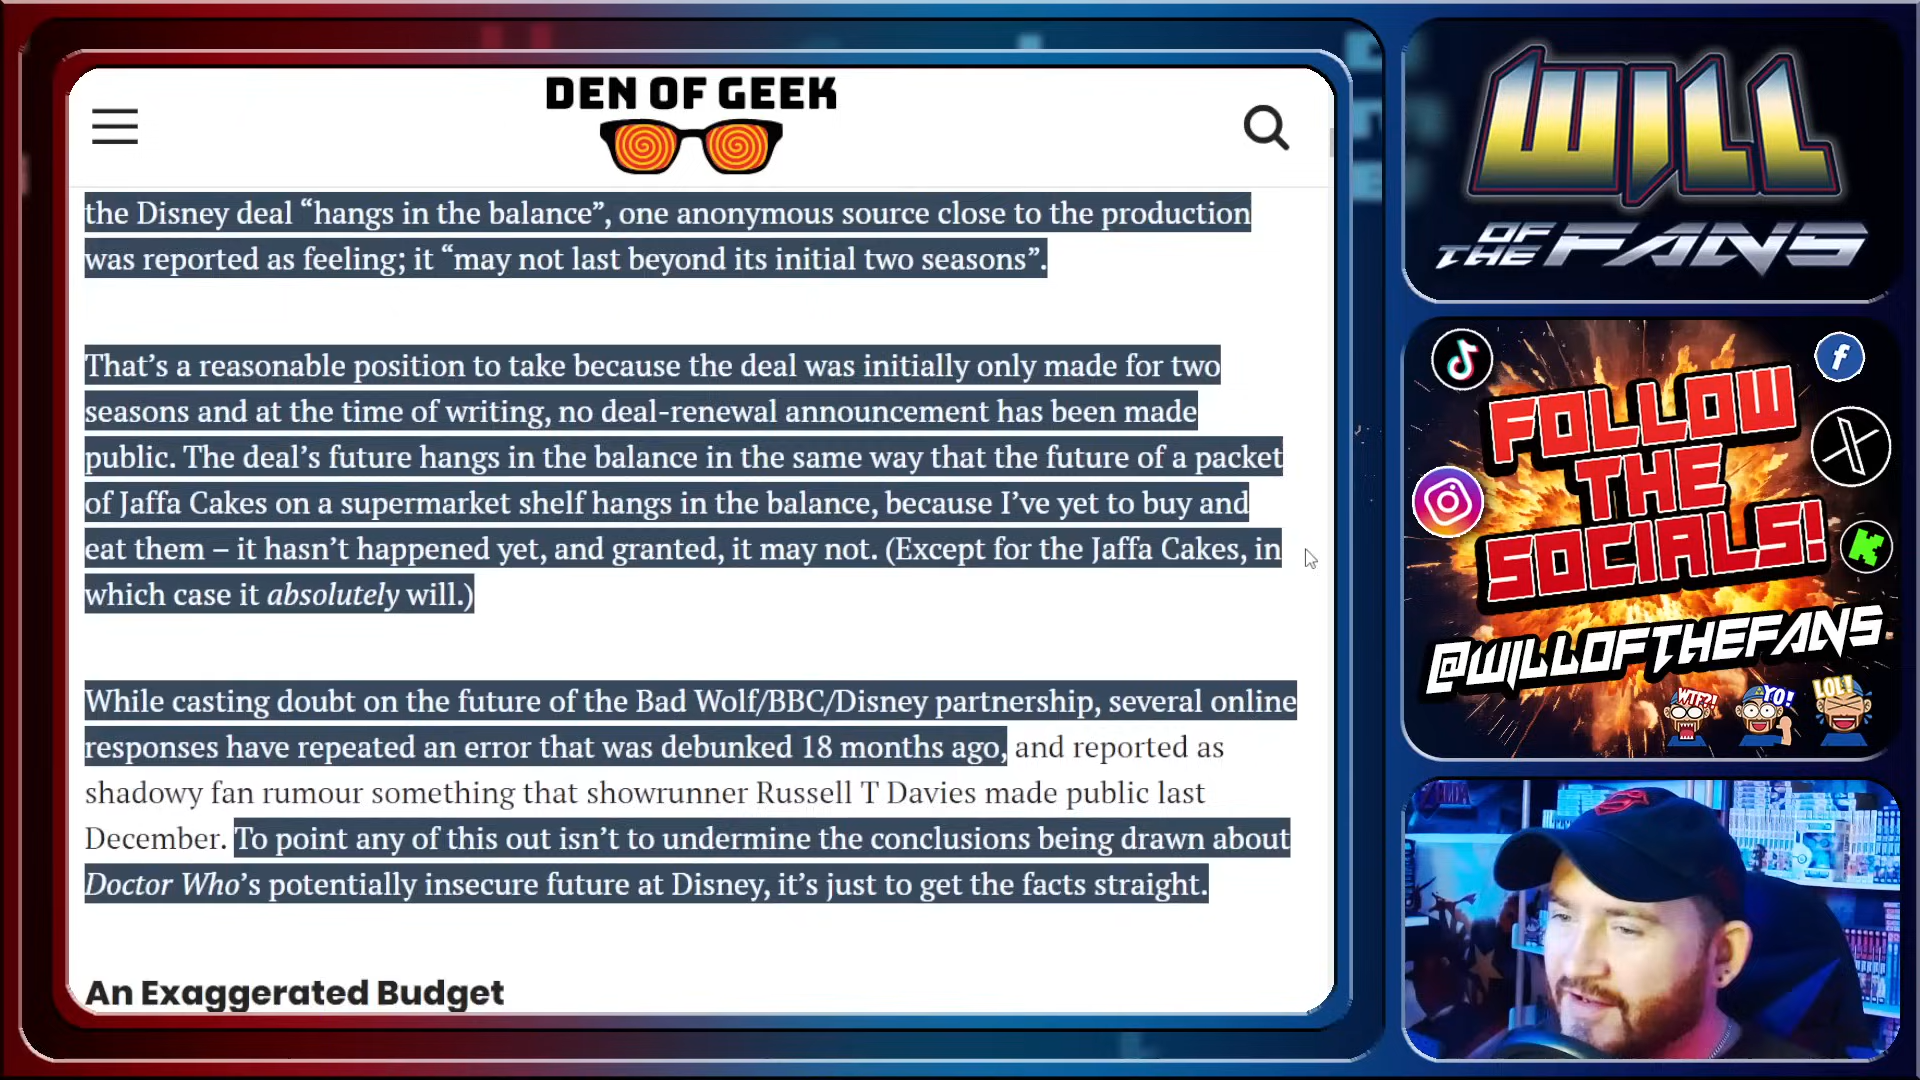 DEN OF GEEK
the Disney deal “hangs in the balance”, one anonymous source close to the production
was reported as feeling; it “may not last beyond its initial two seasons”.
That’s a reasonable position to take because the deal was initially only made for two
seasons and at the time of writing, no deal-renewal announcement has been made
public. The deal’s future hangs in the balance in the same way that the future of a packet
of Jaffa Cakes on a supermarket shelf hangs in the balance, because I’ve yet to buy and
eat them – it hasn’t happened yet, and granted, it may not. (Except for the Jaffa Cakes, in
which case it absolutely will.)
While casting doubt on the future of the Bad Wolf/BBC/Disney partnership, several online
responses have repeated an error that was debunked 18 months ago, and reported as
shadowy fan rumour something that showrunner Russell T Davies made public last
December. To point any of this out isn’t to undermine the conclusions being drawn about
Doctor Who’s potentially insecure future at Disney, it’s just to get the facts straight.
An Exaggerated Budget
WILL
OF THE FANS
FOLLOW
THE
SOCIALS!
@WILLOFTHEFANS
WTF?!
YO!
LOL!